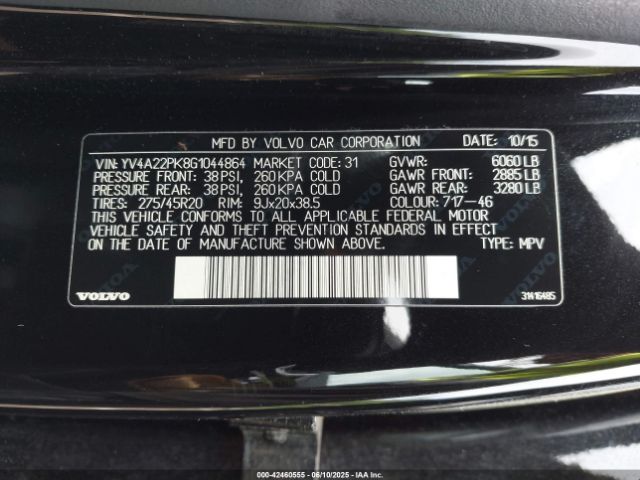 MFD BY VOLVO CAR CORPORATION DATE: 10/15
VIN: YV4A22PK8G1044864 MARKET CODE: 31 GVWR: 6060 LB
PRESSURE FRONT: 38 PSI, 260 KPA COLD GAWR FRONT: 2885 LB
PRESSURE REAR: 38 PSI, 260 KPA COLD GAWR REAR: 3280 LB
TIRES: 275/45R20 RIM: 9Jx20x38.5 COLOUR: 717-46
THIS VEHICLE CONFORMS TO ALL APPLICABLE FEDERAL MOTOR
VEHICLE SAFETY AND THEFT PREVENTION STANDARDS IN EFFECT
ON THE DATE OF MANUFACTURE SHOWN ABOVE. TYPE: MPV
VOLVO 31416485
000-42460555 - 06/10/2025 - IAA Inc.